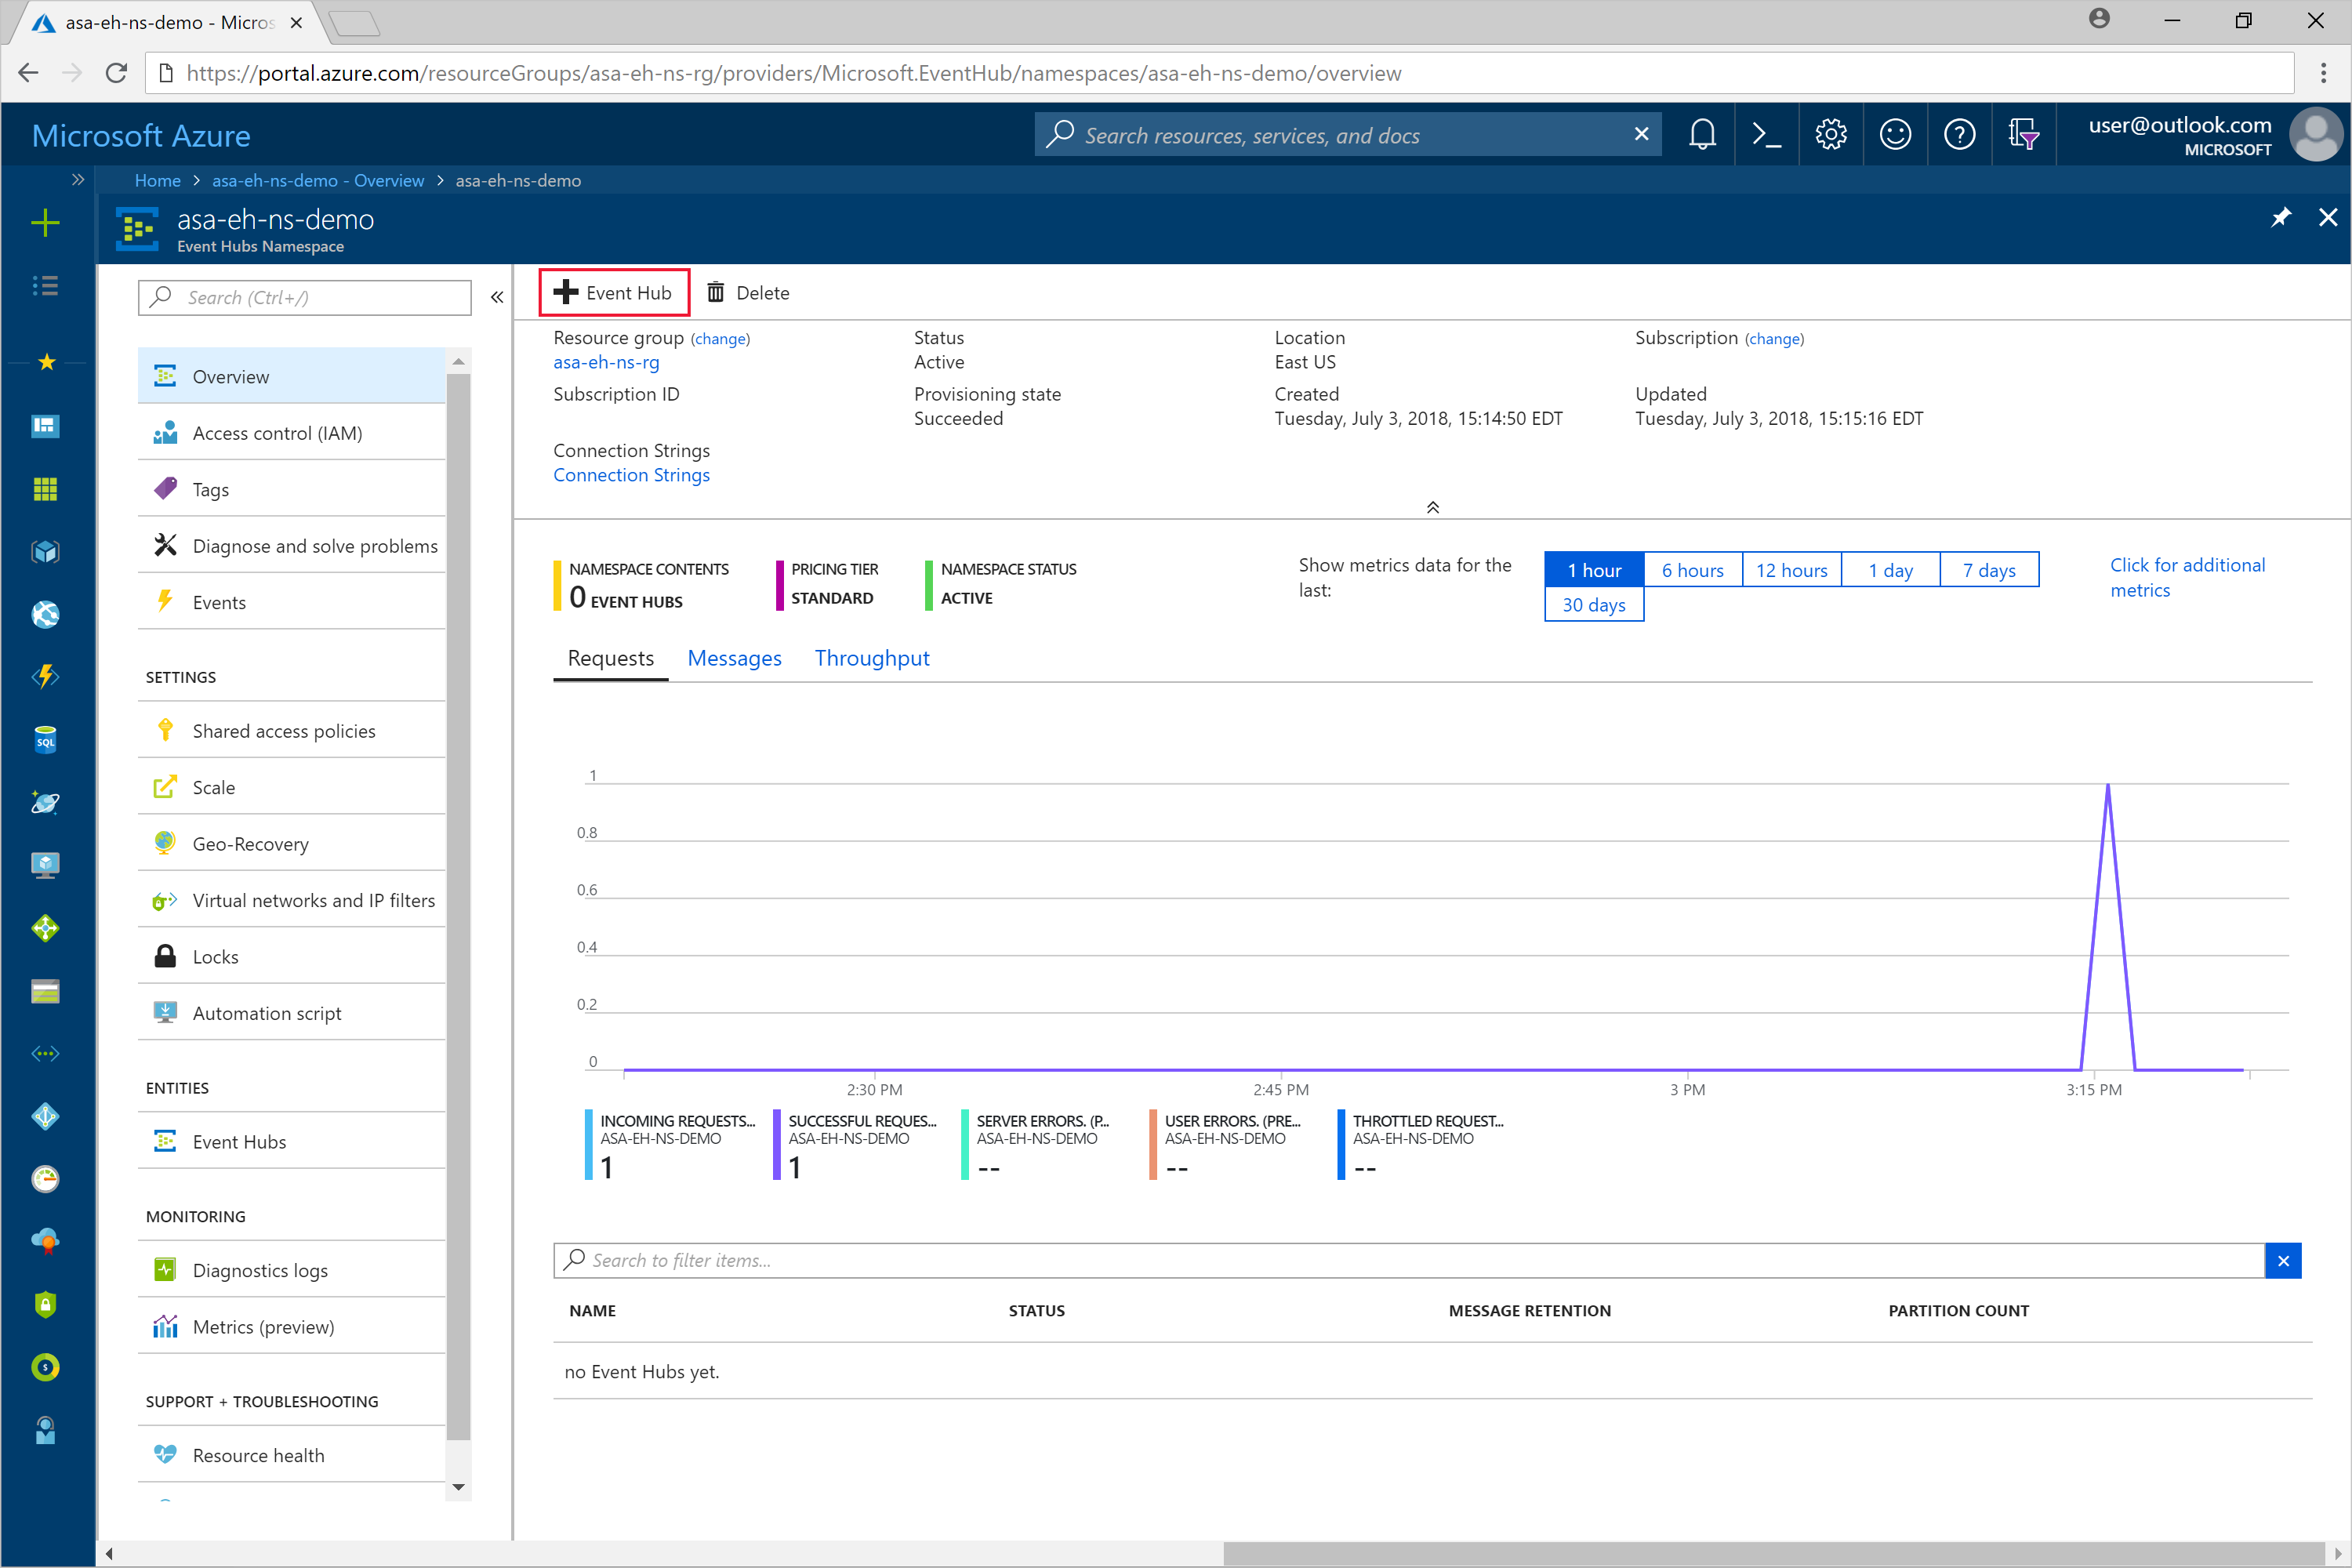 asa-eh-ns-demo - Micros
https://portal.azure.com/resourceGroups/asa-eh-ns-rg/providers/Microsoft.EventHub/namespaces/asa-eh-ns-demo/overview
Microsoft Azure
Search resources, services, and docs
user@outlook.com
MICROSOFT
Home > asa-eh-ns-demo - Overview > asa-eh-ns-demo
asa-eh-ns-demo
Event Hubs Namespace
Search (Ctrl+/)
Overview
Access control (IAM)
Tags
Diagnose and solve problems
Events
SETTINGS
Shared access policies
Scale
Geo-Recovery
Virtual networks and IP filters
Locks
Automation script
ENTITIES
Event Hubs
MONITORING
Diagnostics logs
Metrics (preview)
SUPPORT + TROUBLESHOOTING
Resource health
SQL
Event Hub Delete
Resource group (change)
asa-eh-ns-rg
Status
Active
Location
East US
Subscription (change)
Subscription ID
Provisioning state
Succeeded
Created
Tuesday, July 3, 2018, 15:14:50 EDT
Updated
Tuesday, July 3, 2018, 15:15:16 EDT
Connection Strings
Connection Strings
NAMESPACE CONTENTS
0 EVENT HUBS
PRICING TIER
STANDARD
NAMESPACE STATUS
ACTIVE
Show metrics data for the
last:
1 hour 6 hours 12 hours 1 day 7 days
30 days
Click for additional
metrics
Requests Messages Throughput
1
0.8
0.6
0.4
0.2
0
2:30 PM 2:45 PM 3 PM 3:15 PM
INCOMING REQUESTS...
ASA-EH-NS-DEMO
1
SUCCESSFUL REQUES...
ASA-EH-NS-DEMO
1
SERVER ERRORS. (P...
ASA-EH-NS-DEMO
--
USER ERRORS. (PRE...
ASA-EH-NS-DEMO
--
THROTTLED REQUEST...
ASA-EH-NS-DEMO
--
Search to filter items...
NAME STATUS MESSAGE RETENTION PARTITION COUNT
no Event Hubs yet.